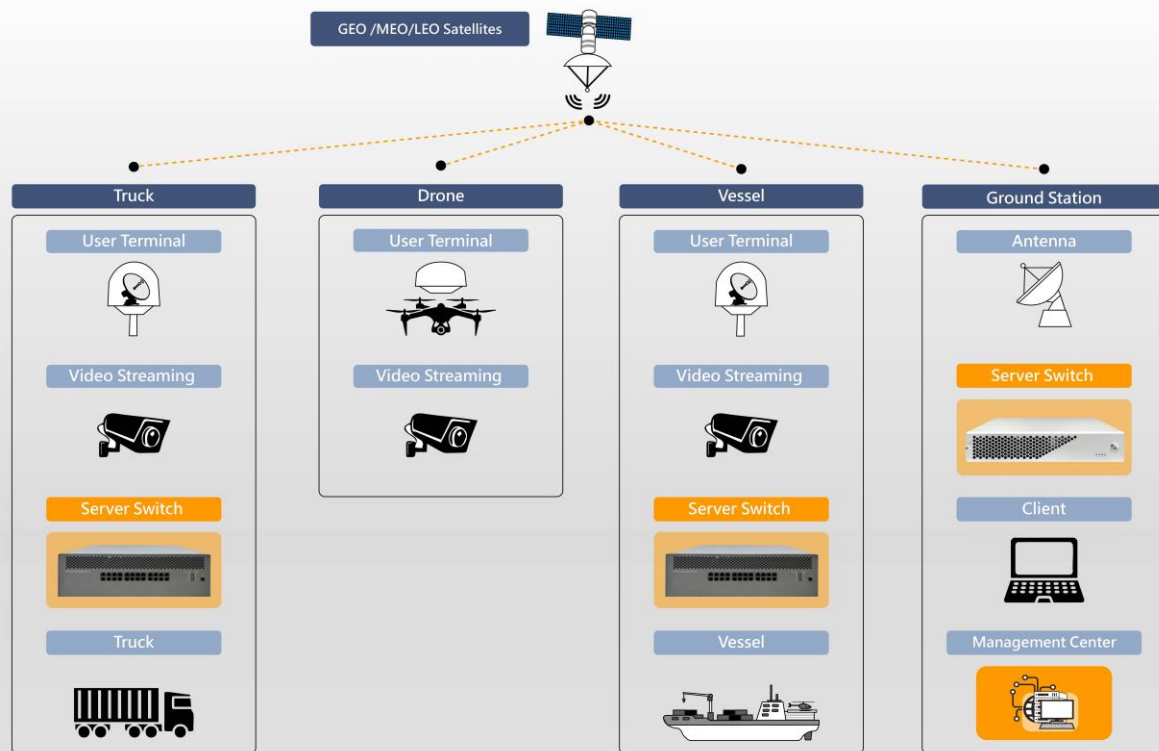 GEO /MEO/LEO Satellites
Truck
User Terminal
Video Streaming
Server Switch
Truck
Drone
User Terminal
Video Streaming
Vessel
User Terminal
Video Streaming
Server Switch
Vessel
Ground Station
Antenna
Server Switch
Client
Management Center